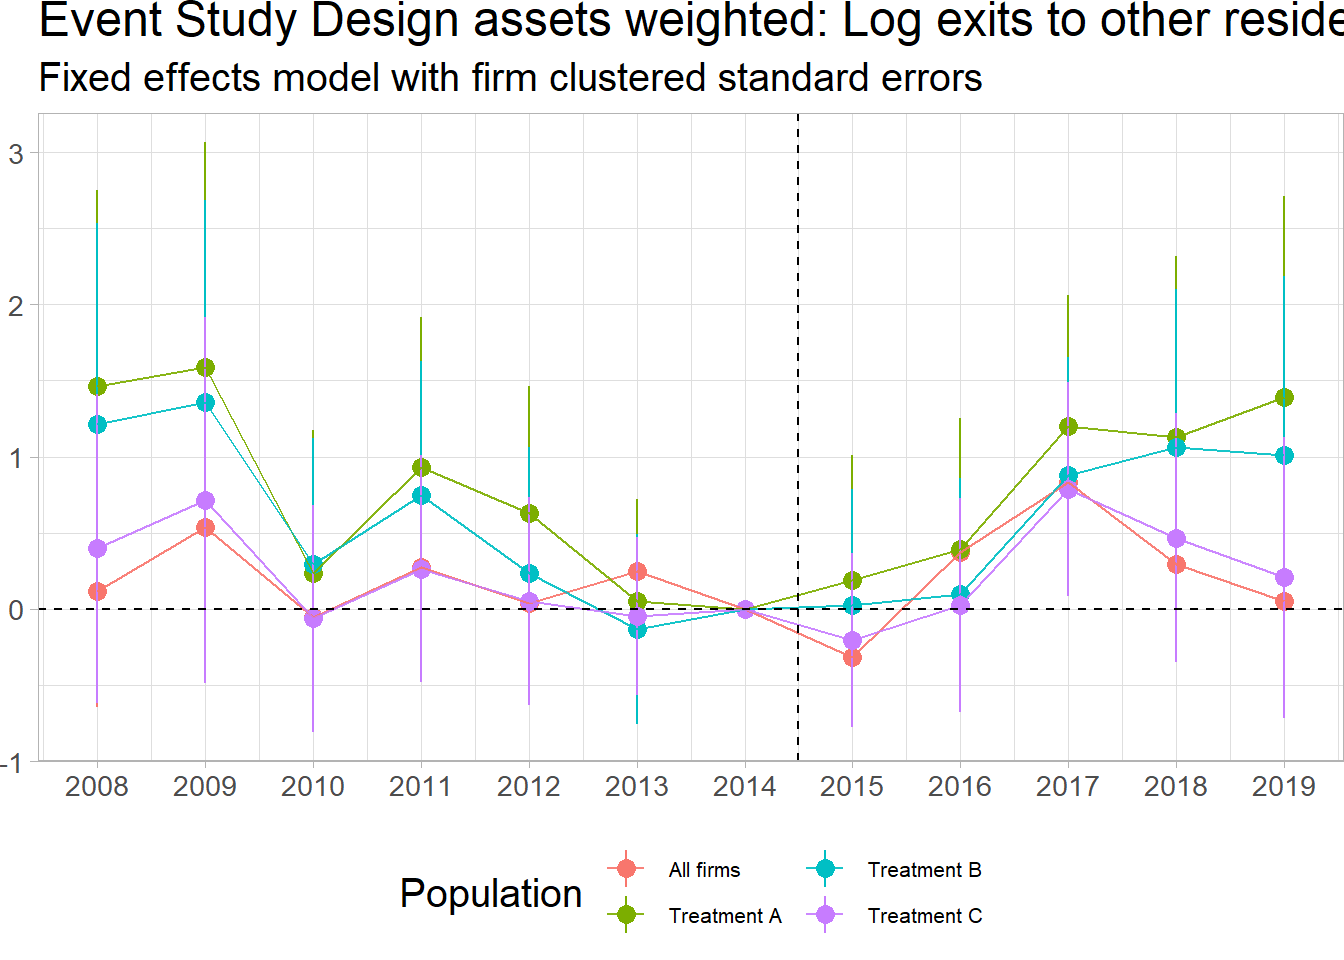 Event Study Design assets weighted: Log exits to other reside
Fixed effects model with firm clustered standard errors
3
2
1
0
-1
2008 2009 2010 2011 2012 2013 2014 2015 2016 2017 2018 2019
Population
All firms
Treatment A
Treatment B
Treatment C